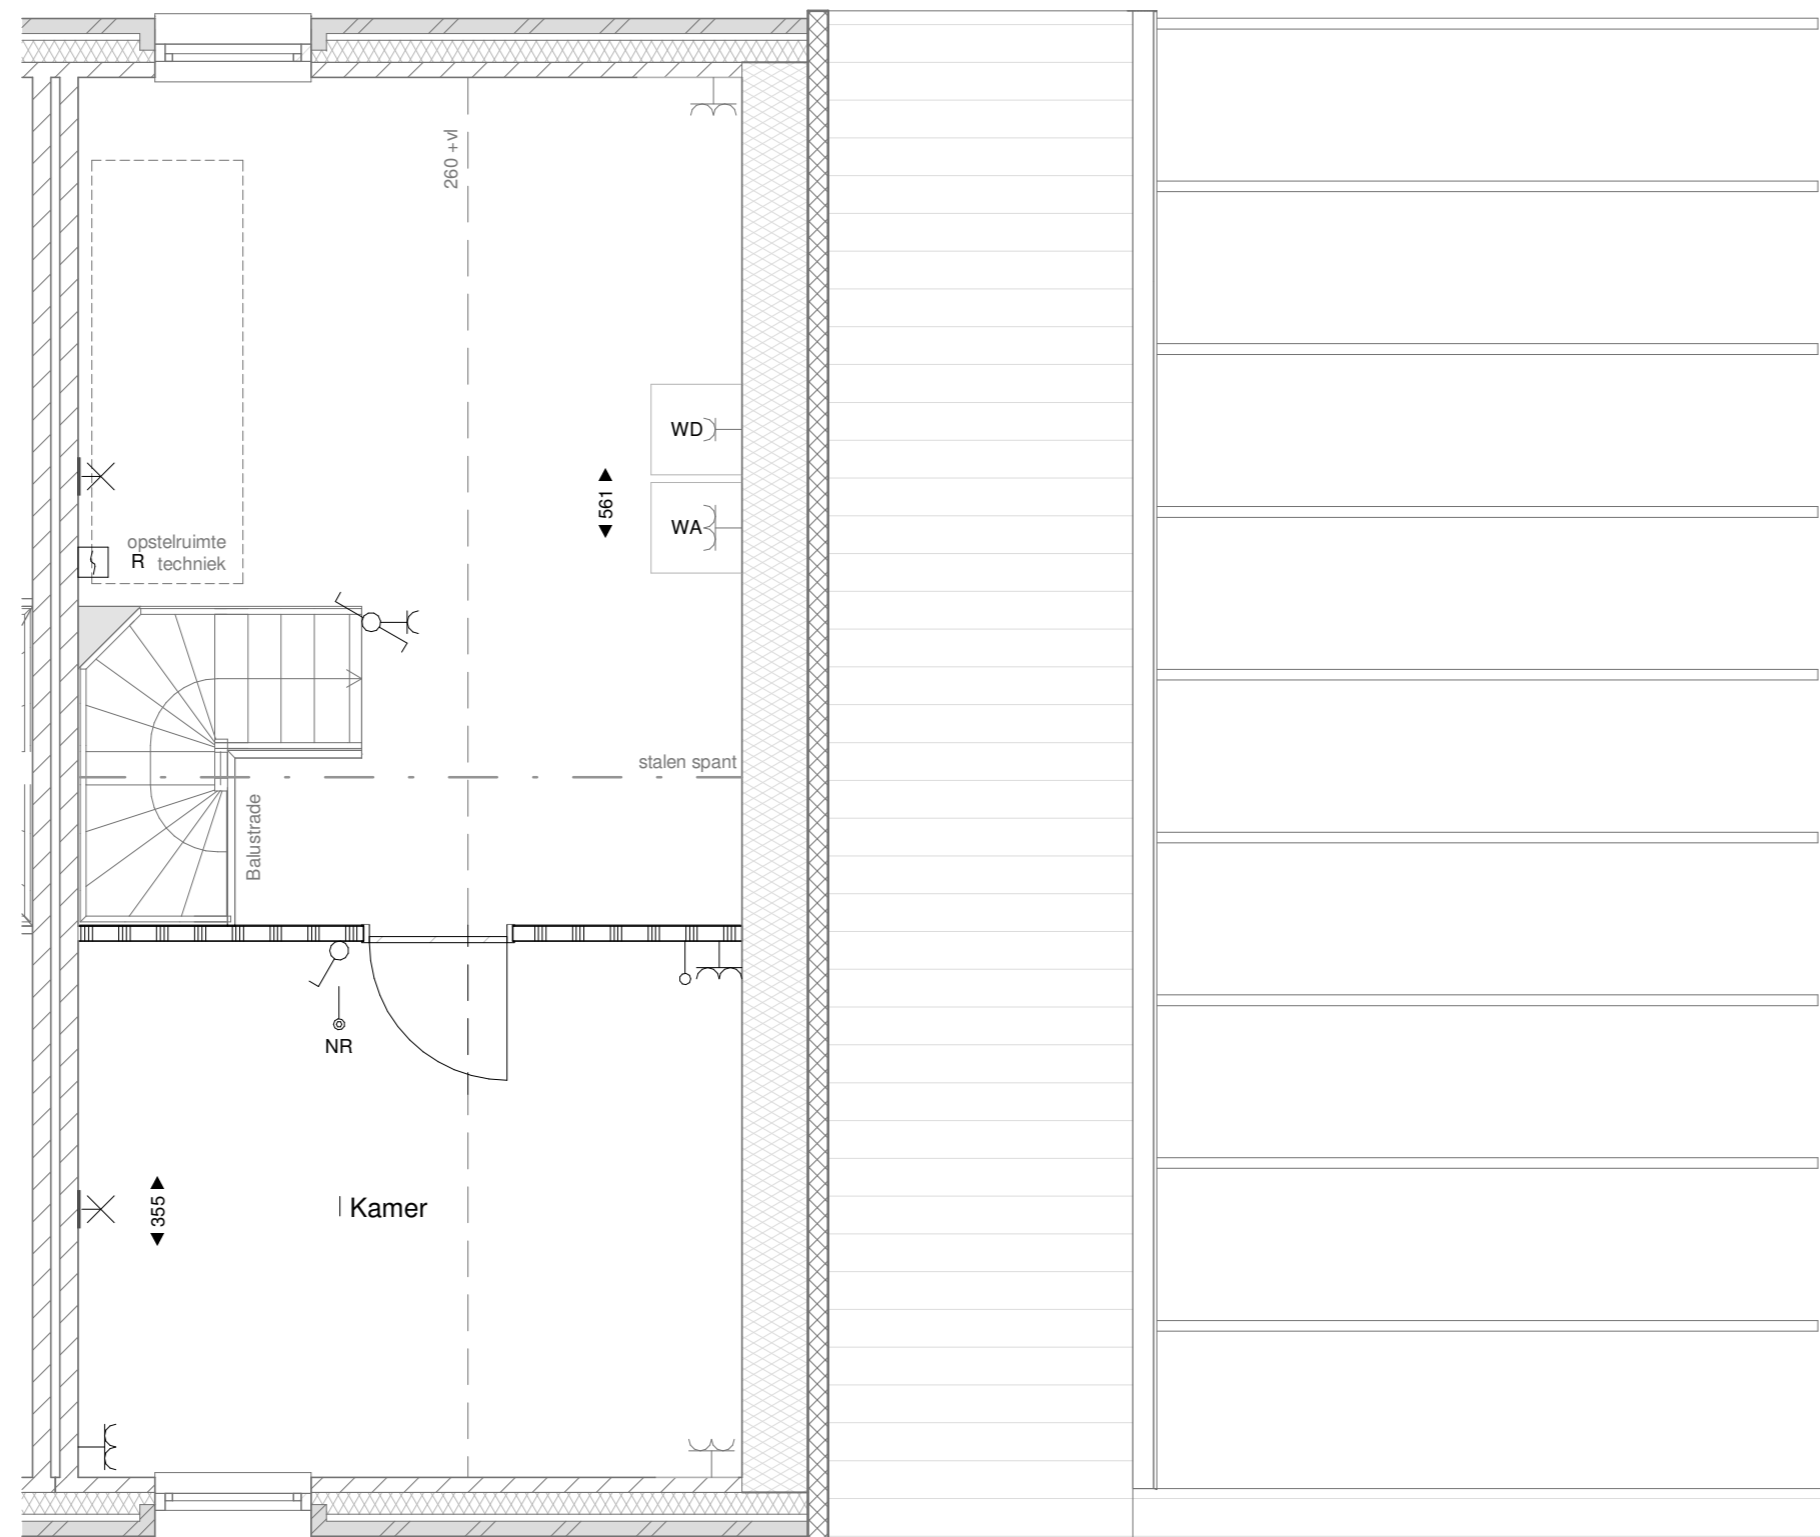 260 +vl
WD
◄ 561 ►
WA
opstelruimte
R techniek
stalen spant
Balustrade
NR
◄ 355 ►
Kamer